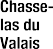 Chasse-
las du
Valais